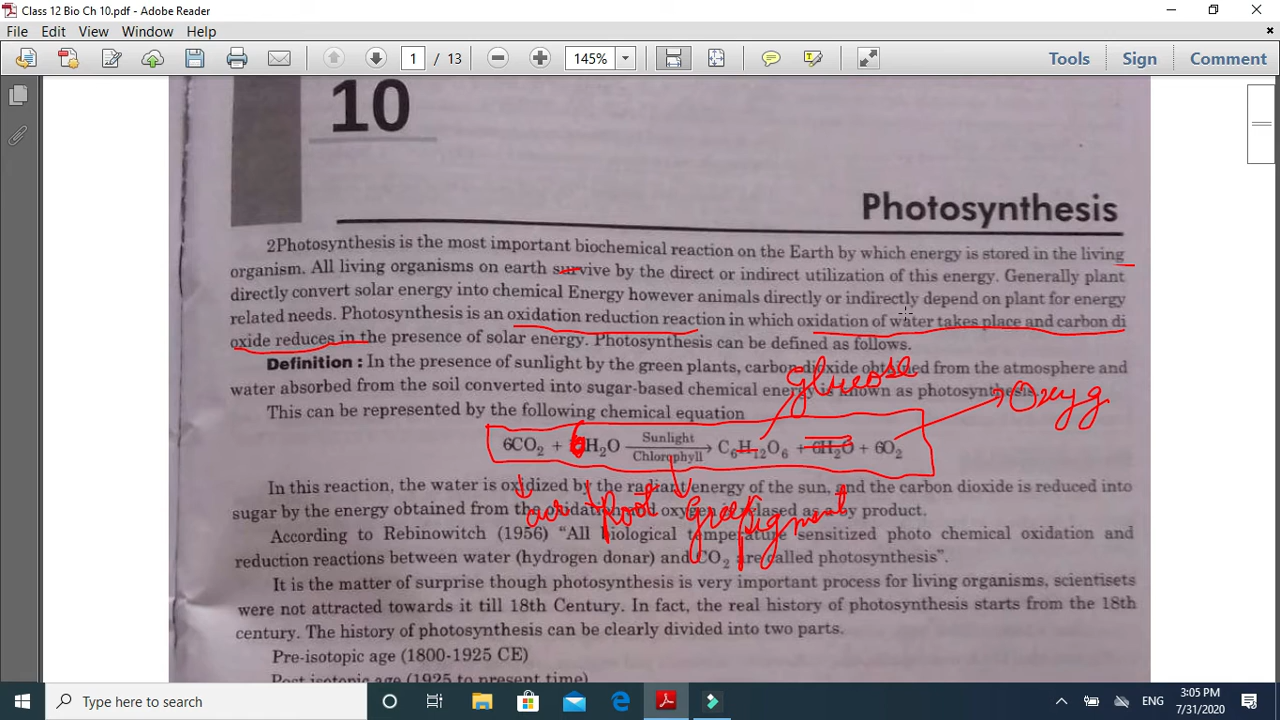 Class 12 Bio Ch 10.pdf - Adobe Reader
File Edit View Window Help
1 / 13 145% Tools Sign Comment
10
Photosynthesis
2Photosynthesis is the most important biochemical reaction on the Earth by which energy is stored in the living
organism. All living organisms on earth survive by the direct or indirect utilization of this energy. Generally plant
directly convert solar energy into chemical Energy however animals directly or indirectly depend on plant for energy
related needs. Photosynthesis is an oxidation reduction reaction in which oxidation of water takes place and carbon di
oxide reduces in the presence of solar energy. Photosynthesis can be defined as follows.
Definition : In the presence of sunlight by the green plants, carbon dioxide obtained from the atmosphere and
glucose
water absorbed from the soil converted into sugar-based chemical energy is known as photosynthesis.
Oxyg
This can be represented by the following chemical equation
6CO2 + 6H2O Sunlight Chlorophyll → C6H12O6 + 6H2O + 6O2
In this reaction, the water is oxidized by the radiant energy of the sun, and the carbon dioxide is reduced into
air root green pigment
sugar by the energy obtained from the oxidation and oxygen is released as a by product.
According to Rebinowitch (1956) "All biological temperature sensitized photo chemical oxidation and
reduction reactions between water (hydrogen donar) and CO2 are called photosynthesis".
It is the matter of surprise though photosynthesis is very important process for living organisms, scientisets
were not attracted towards it till 18th Century. In fact, the real history of photosynthesis starts from the 18th
century. The history of photosynthesis can be clearly divided into two parts.
Pre-isotopic age (1800-1925 CE)
Post isotopic age (1925 to present time)
Type here to search
ENG 3:05 PM
7/31/2020